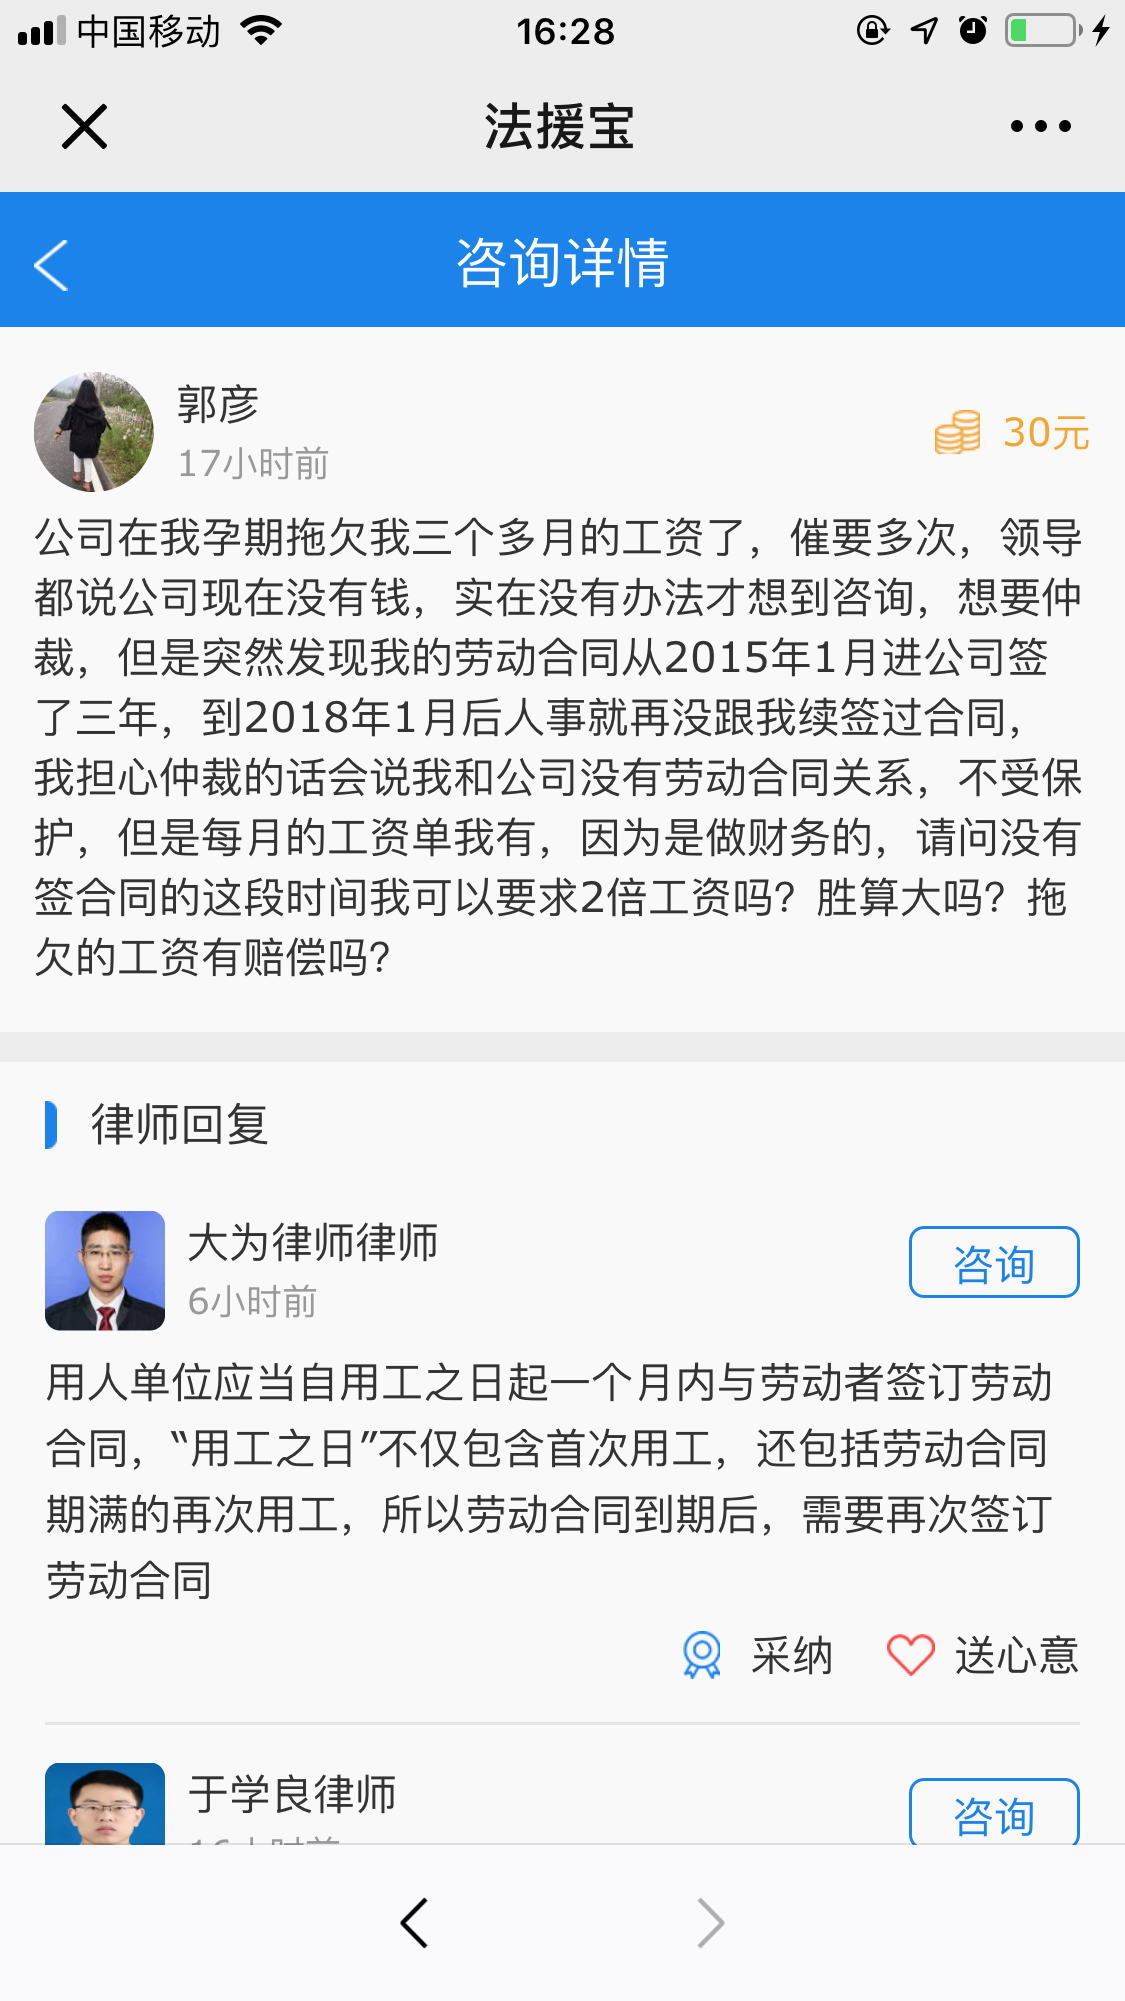 中国移动
16:28
法援宝
咨询详情
郭彦
17小时前
30元
公司在我孕期拖欠我三个多月的工资了，催要多次，领导
都说公司现在没有钱，实在没有办法才想到咨询，想要仲
裁，但是突然发现我的劳动合同从2015年1月进公司签
了三年，到2018年1月后人事就再没跟我续签过合同，
我担心仲裁的话会说我和公司没有劳动合同关系，不受保
护，但是每月的工资单我有，因为是做财务的，请问没有
签合同的这段时间我可以要求2倍工资吗？胜算大吗？拖
欠的工资有赔偿吗？
律师回复
大为律师律师
6小时前
咨询
用人单位应当自用工之日起一个月内与劳动者签订劳动
合同，“用工之日”不仅包含首次用工，还包括劳动合同
期满的再次用工，所以劳动合同到期后，需要再次签订
劳动合同
采纳
送心意
于学良律师
咨询